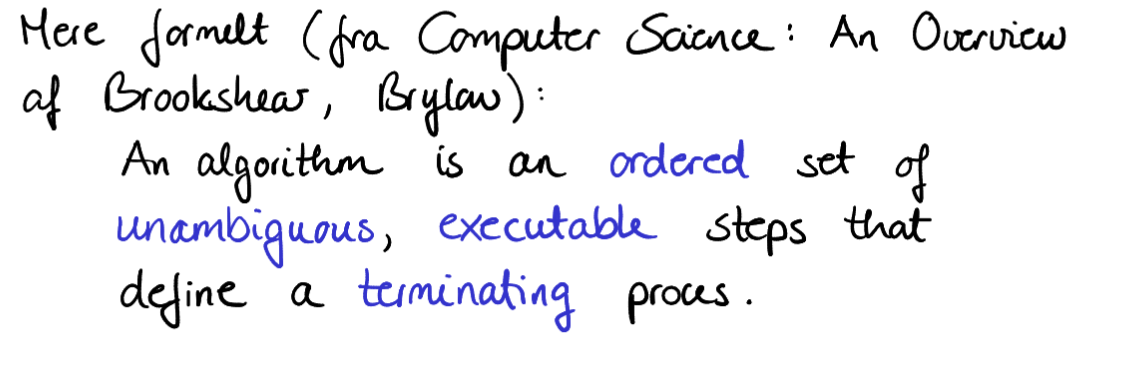 Mere formelt (fra Computer Science: An Overview
af Brookshear, Brylow):
An algorithm is an ordered set of
unambiguous, executable steps that
define a terminating proces.